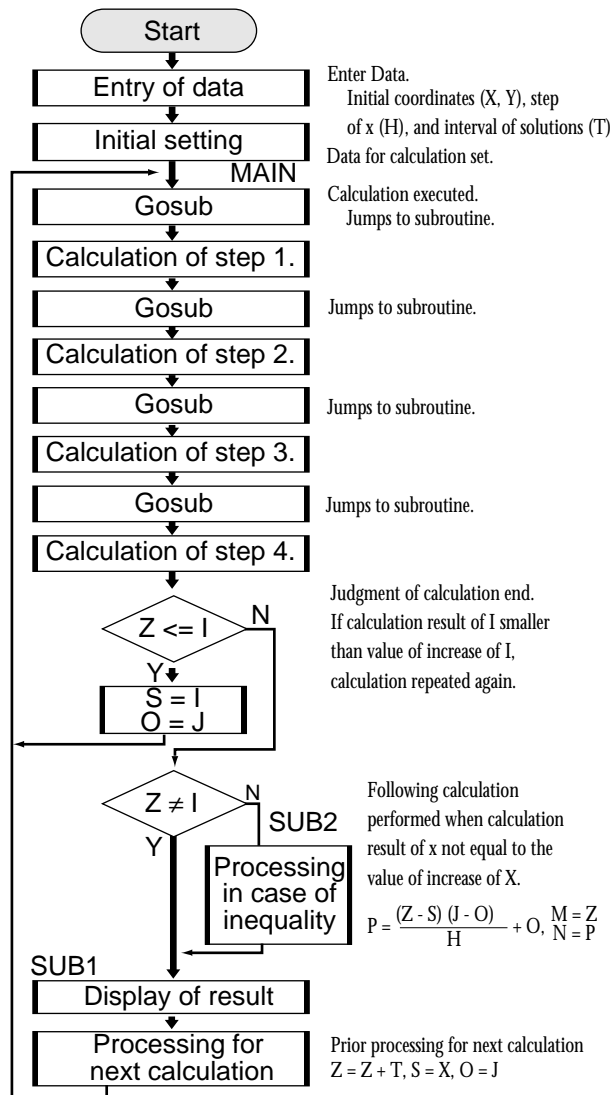 Start
Entry of data
Enter Data.
Initial coordinates (X, Y), step
of x (H), and interval of solutions (T)
Initial setting
Data for calculation set.
MAIN
Gosub
Calculation executed.
Jumps to subroutine.
Calculation of step 1.
Gosub
Jumps to subroutine.
Calculation of step 2.
Gosub
Jumps to subroutine.
Calculation of step 3.
Gosub
Jumps to subroutine.
Calculation of step 4.
Z <= I
N
Y
S = I
O = J
Judgment of calculation end.
If calculation result of I smaller
than value of increase of I,
calculation repeated again.
Z ≠ I
N
Y
SUB2
Processing
in case of
inequality
Following calculation
performed when calculation
result of x not equal to the
value of increase of X.
P = (Z - S) (J - O) / H + O, M = Z
N = P
SUB1
Display of result
Processing for
next calculation
Prior processing for next calculation
Z = Z + T, S = X, O = J